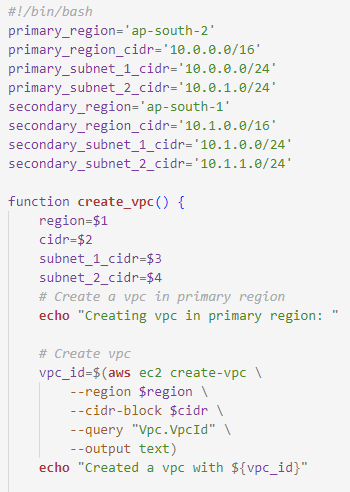 #!/bin/bash
primary_region='ap-south-2'
primary_region_cidr='10.0.0.0/16'
primary_subnet_1_cidr='10.0.0.0/24'
primary_subnet_2_cidr='10.0.1.0/24'
secondary_region='ap-south-1'
secondary_region_cidr='10.1.0.0/16'
secondary_subnet_1_cidr='10.1.0.0/24'
secondary_subnet_2_cidr='10.1.1.0/24'

function create_vpc() {
    region=$1
    cidr=$2
    subnet_1_cidr=$3
    subnet_2_cidr=$4
    # Create a vpc in primary region
    echo "Creating vpc in primary region: "

    # Create vpc
    vpc_id=$(aws ec2 create-vpc \
        --region $region \
        --cidr-block $cidr \
        --query "Vpc.VpcId" \
        --output text)
    echo "Created a vpc with ${vpc_id}"